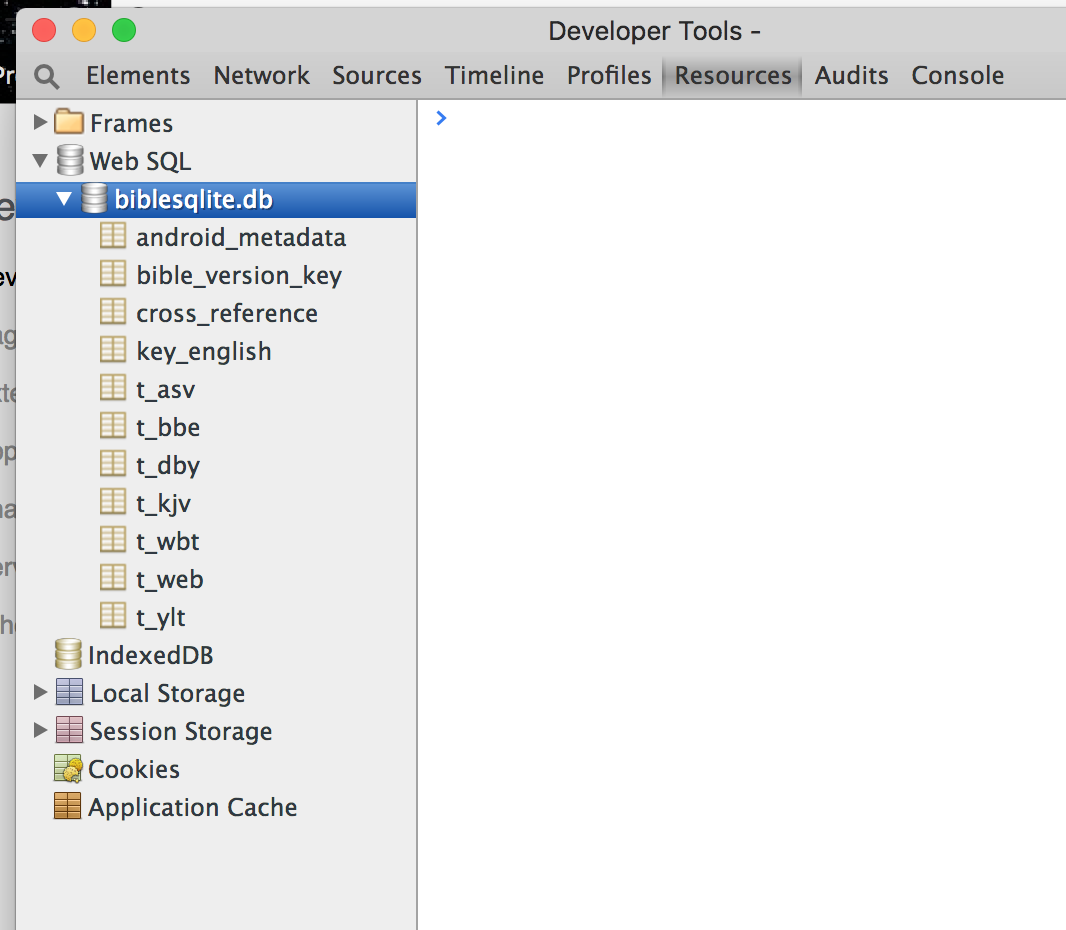 Developer Tools -
Elements Network Sources Timeline Profiles Resources Audits Console
Frames
Web SQL
biblesqlite.db
android_metadata
bible_version_key
cross_reference
key_english
t_asv
t_bbe
t_dby
t_kjv
t_wbt
t_web
t_ylt
IndexedDB
Local Storage
Session Storage
Cookies
Application Cache